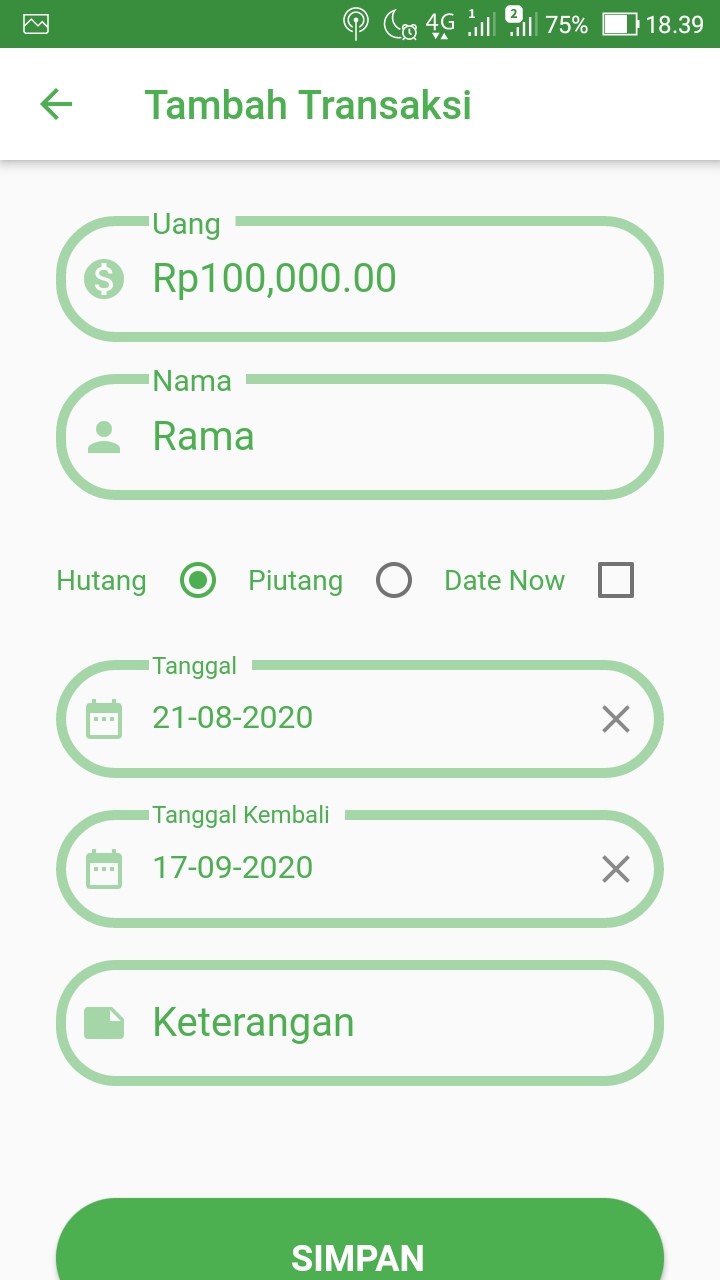 4G 1 2 75% 18.39
Tambah Transaksi
Uang
Rp100,000.00
Nama
Rama
Hutang Piutang Date Now
Tanggal
21-08-2020
Tanggal Kembali
17-09-2020
Keterangan
SIMPAN